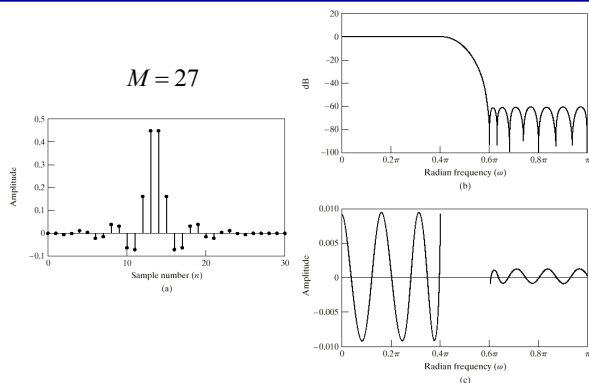 M = 27
0.5
0.4
0.3
0.2
0.1
0
−0.1
Amplitude
0 10 20 30
Sample number (n)
(a)
20
0
−20
−40
−60
−80
−100
dB
0 0.2π 0.4π 0.6π 0.8π π
Radian frequency (ω)
(b)
0.010
0.005
0
−0.005
−0.010
Amplitude
0 0.2π 0.4π 0.6π 0.8π π
Radian frequency (ω)
(c)